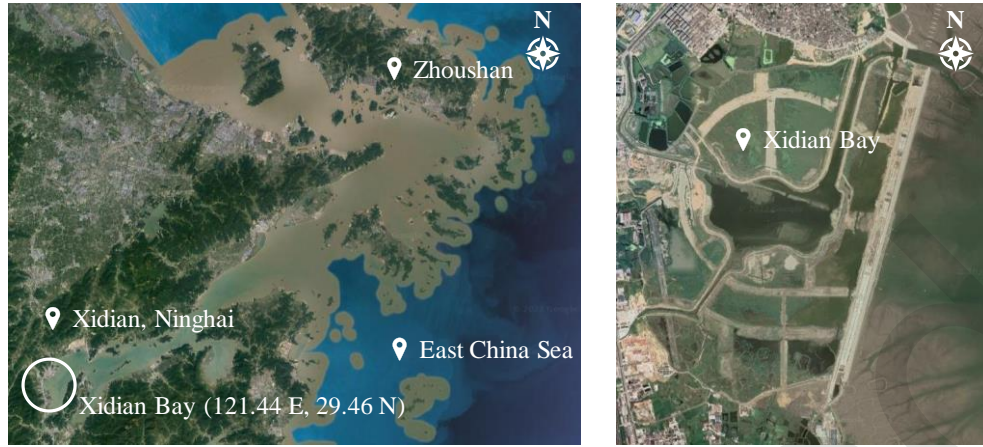 N
Zhoushan
Xidian, Ninghai
East China Sea
Xidian Bay (121.44 E, 29.46 N)
N
Xidian Bay